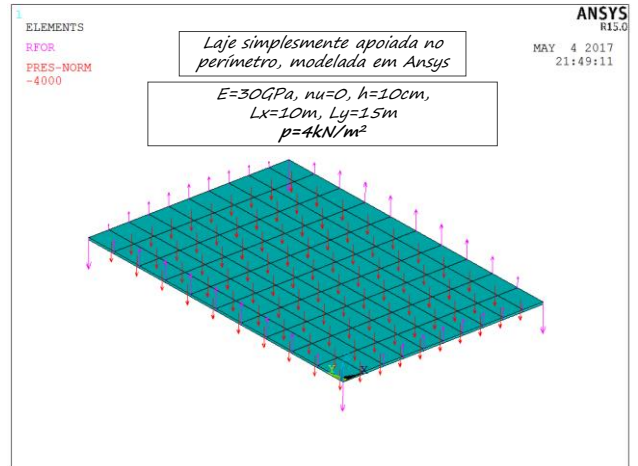 1
ELEMENTS
RFOR
PRES-NORM
-4000
ANSYS
R15.0
MAY 4 2017
21:49:11
Laje simplesmente apoiada no
perímetro, modelada em Ansys
E=30GPa, nu=0, h=10cm,
Lx=10m, Ly=15m
p=4kN/m²
Y X